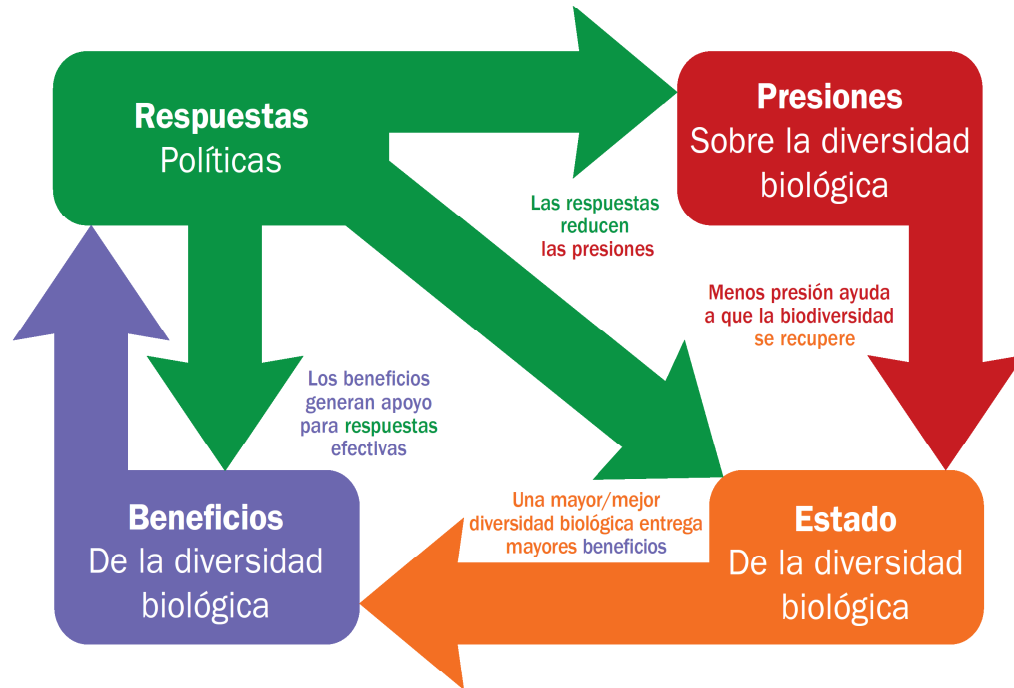 Respuestas
Políticas
Presiones
Sobre la diversidad
biológica
Las respuestas
reducen
las presiones
Menos presión ayuda
a que la biodiversidad
se recupere
Los beneficios
generan apoyo
para respuestas
efectivas
Beneficios
De la diversidad
biológica
Una mayor/mejor
diversidad biológica entrega
mayores beneficios
Estado
De la diversidad
biológica